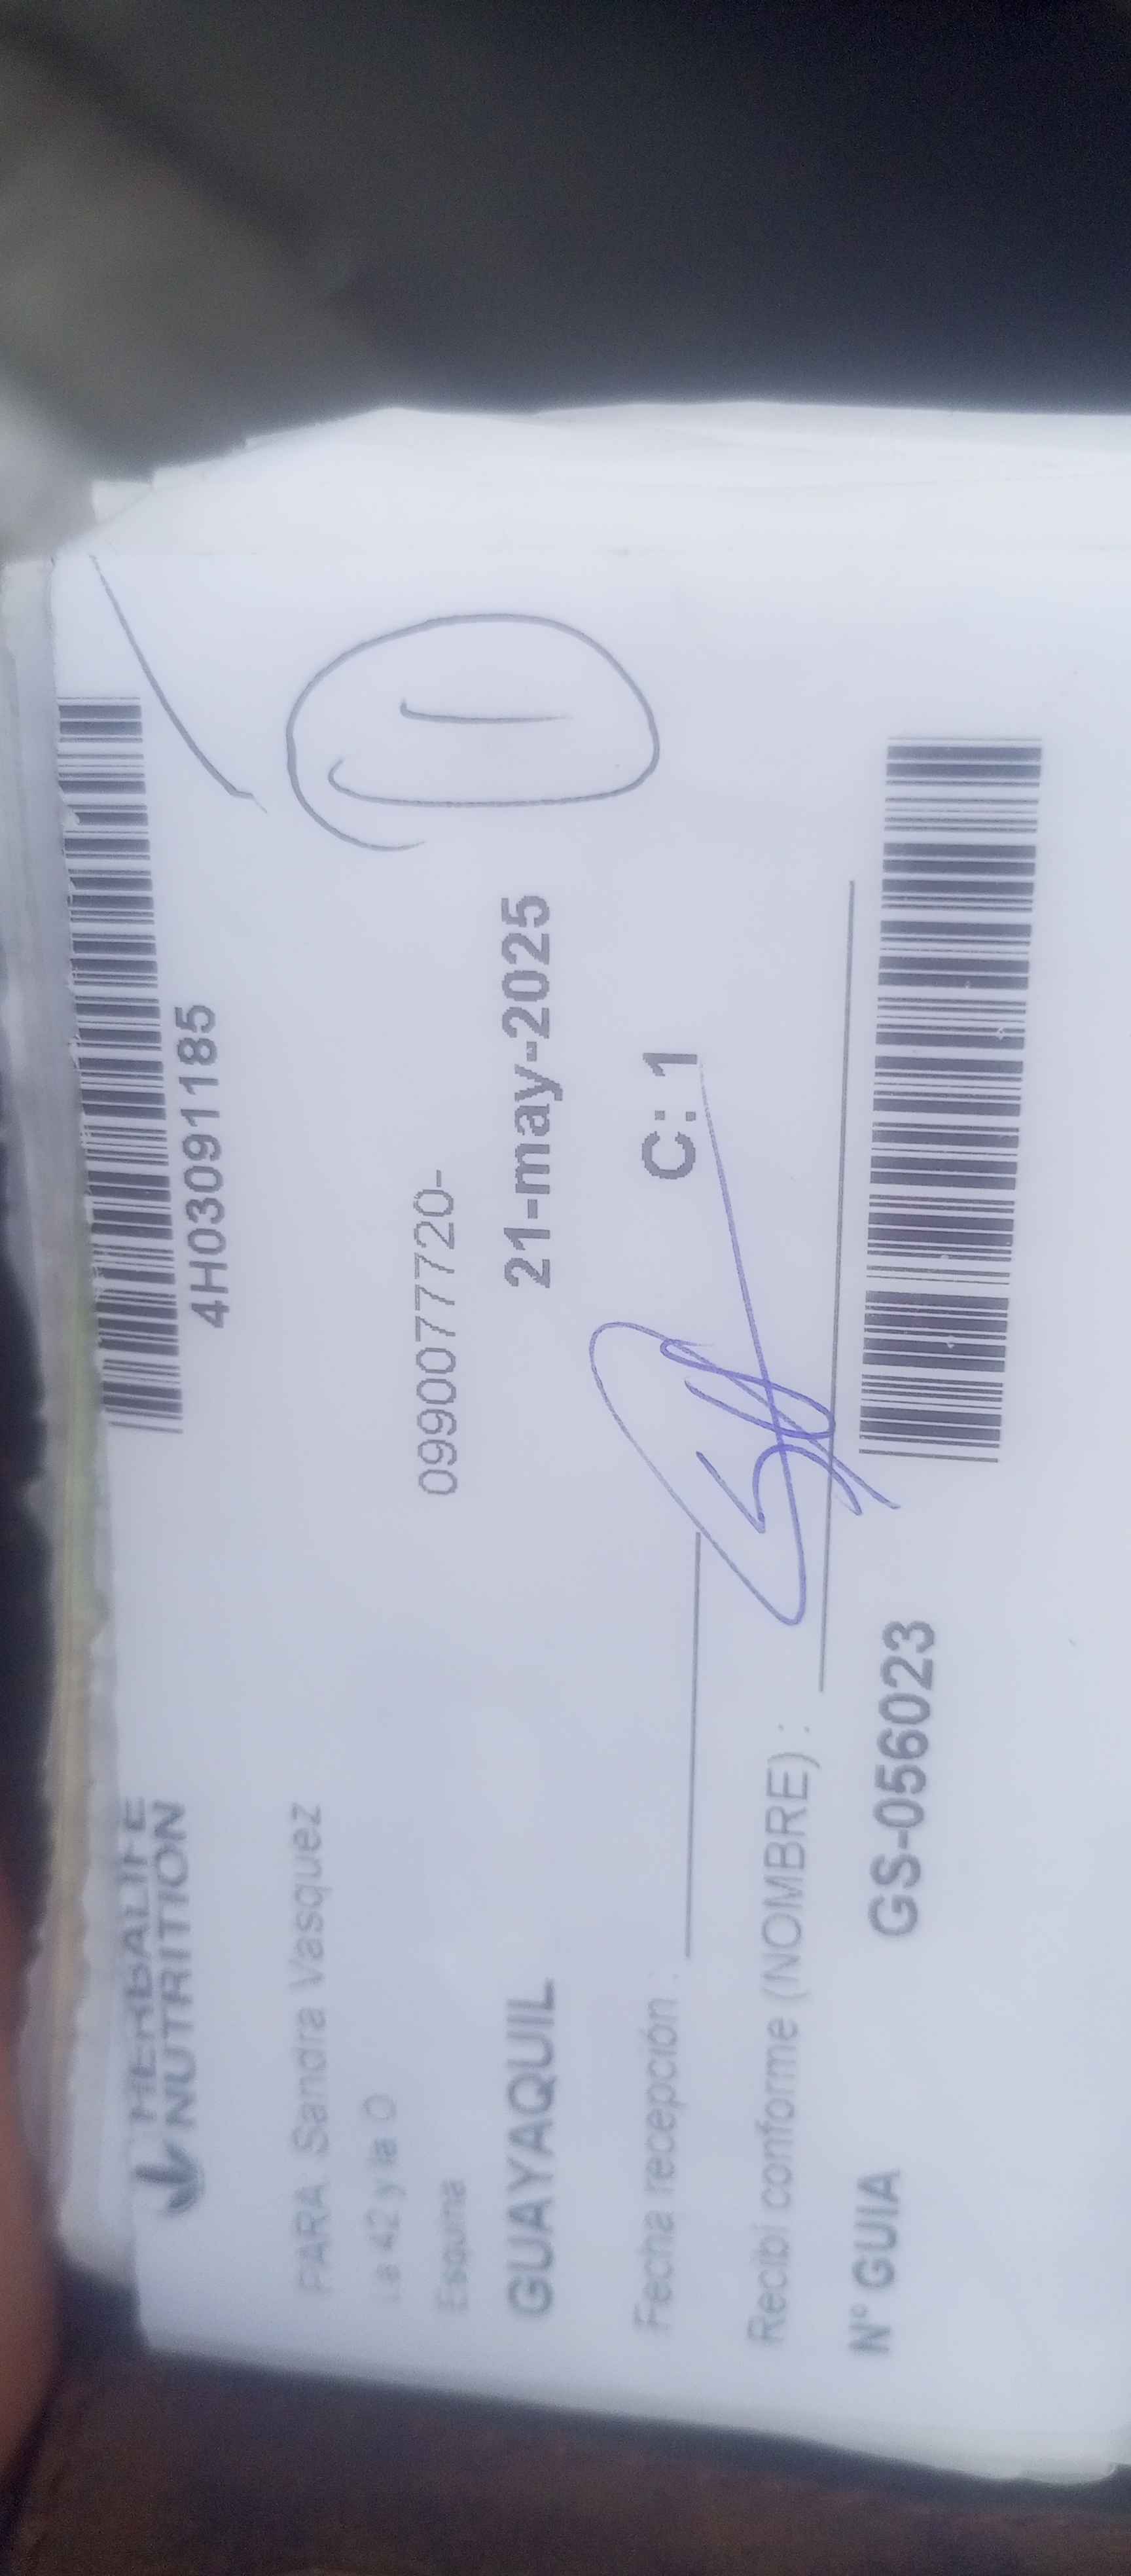 HERBALIFE
NUTRITION
4H03091185
PARA Sandra Vasquez
La 42 y la O
0990077720-
Esquina
GUAYAQUIL 21-may-2025
Fecha recepción : C: 1
Recibí conforme (NOMBRE) :
N° GUIA GS-056023